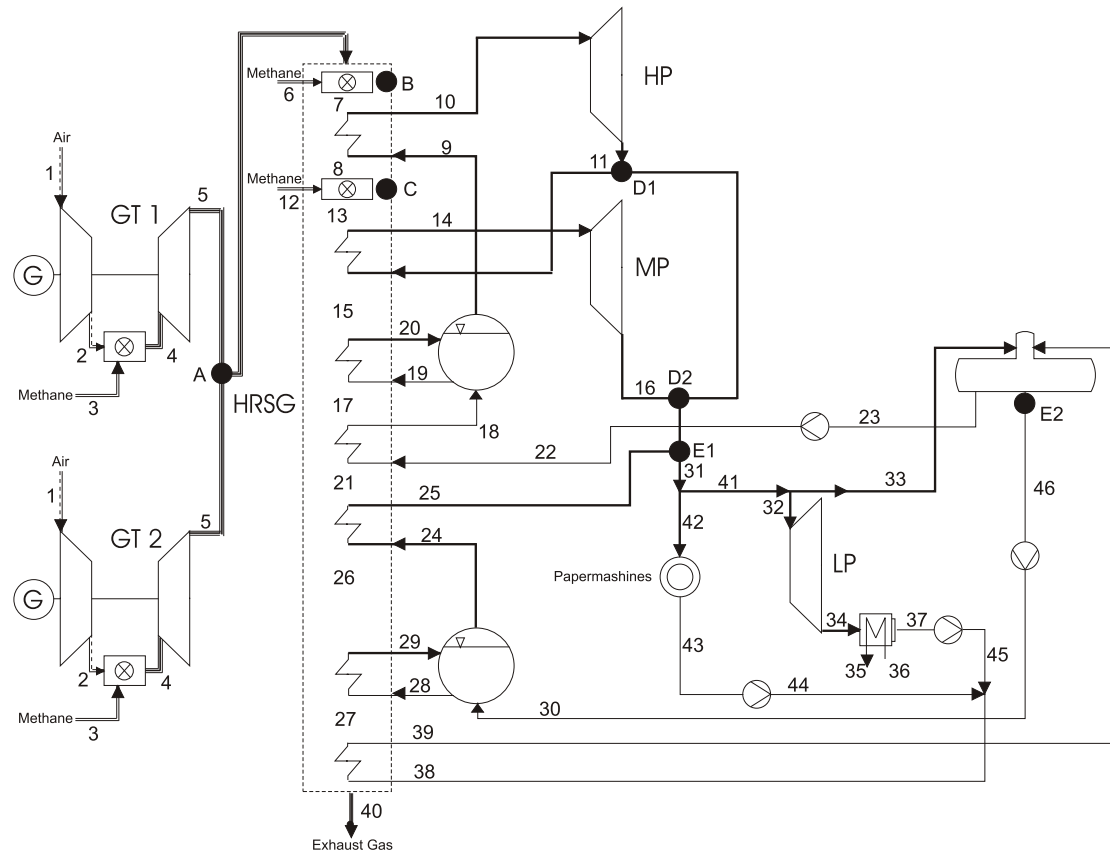 Methane
6
7
B
10
HP
9
8
Methane
12
C
13
11
D1
14
MP
Air
1
5
GT 1
G
2
4
Methane
3
A
HRSG
15
20
19
17
18
16
D2
E1
31
22
23
E2
46
21
25
41
33
32
42
24
26
Papermashines
LP
Air
1
5
GT 2
G
2
4
Methane
3
34
37
35
36
45
43
44
29
28
30
27
39
38
40
Exhaust Gas